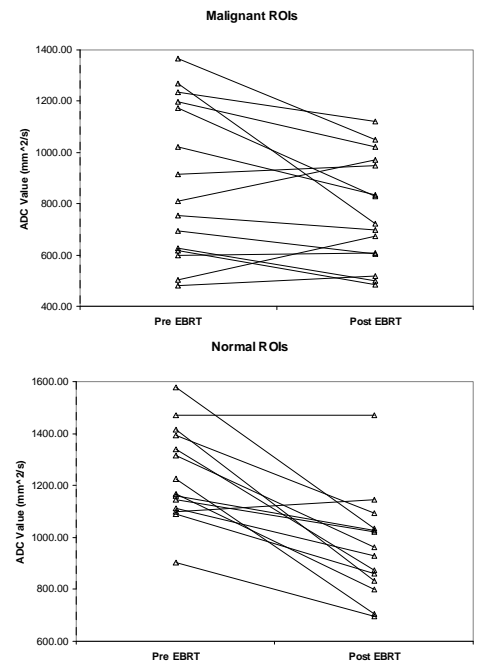 Malignant ROIs
1400.00
1200.00
1000.00
800.00
600.00
400.00
ADC Value (mm^2/s)
Pre EBRT Post EBRT
Normal ROIs
1600.00
1400.00
1200.00
1000.00
800.00
600.00
ADC Value (mm^2/s)
Pre EBRT Post EBRT